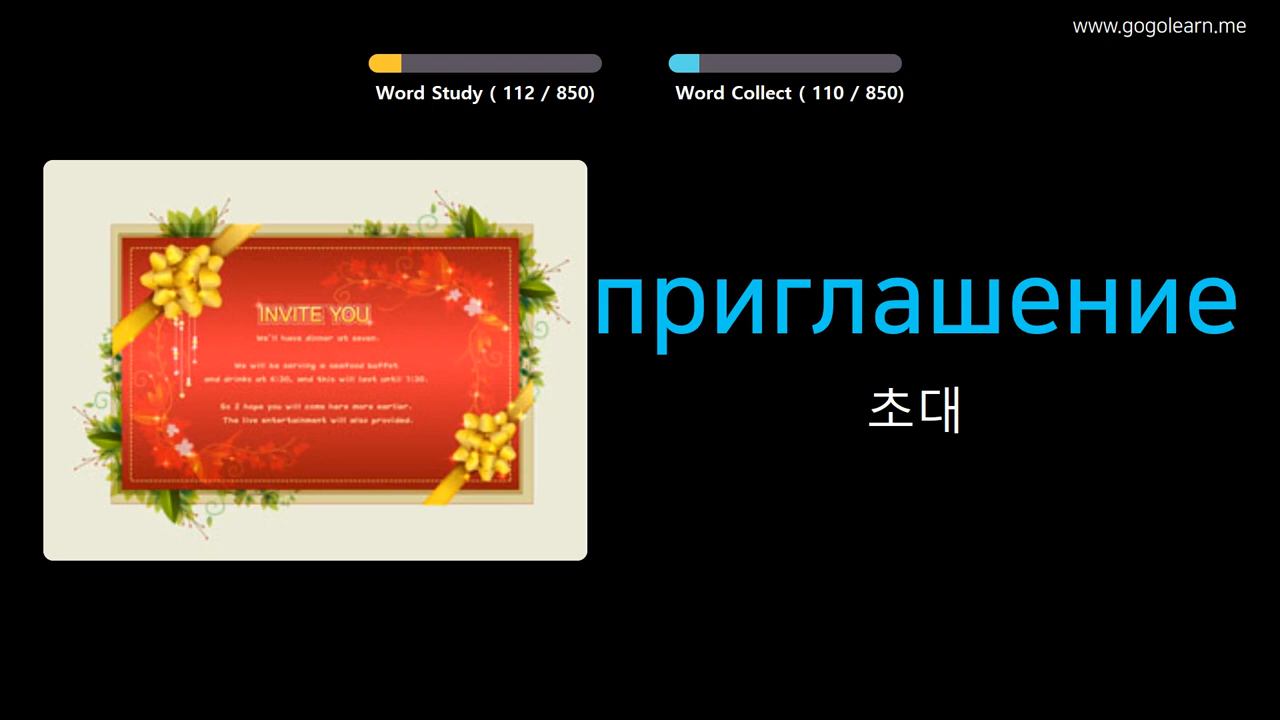 www.gogolearn.me
Word Study ( 112 / 850)
Word Collect ( 110 / 850)
INVITE YOU
We'll have dinner at seven.
We will be serving a seafood buffet
and drinks at 6:30, and this will last until
So I hope you will come here more earlier.
The live entertainment will also provided.
приглашение
초대